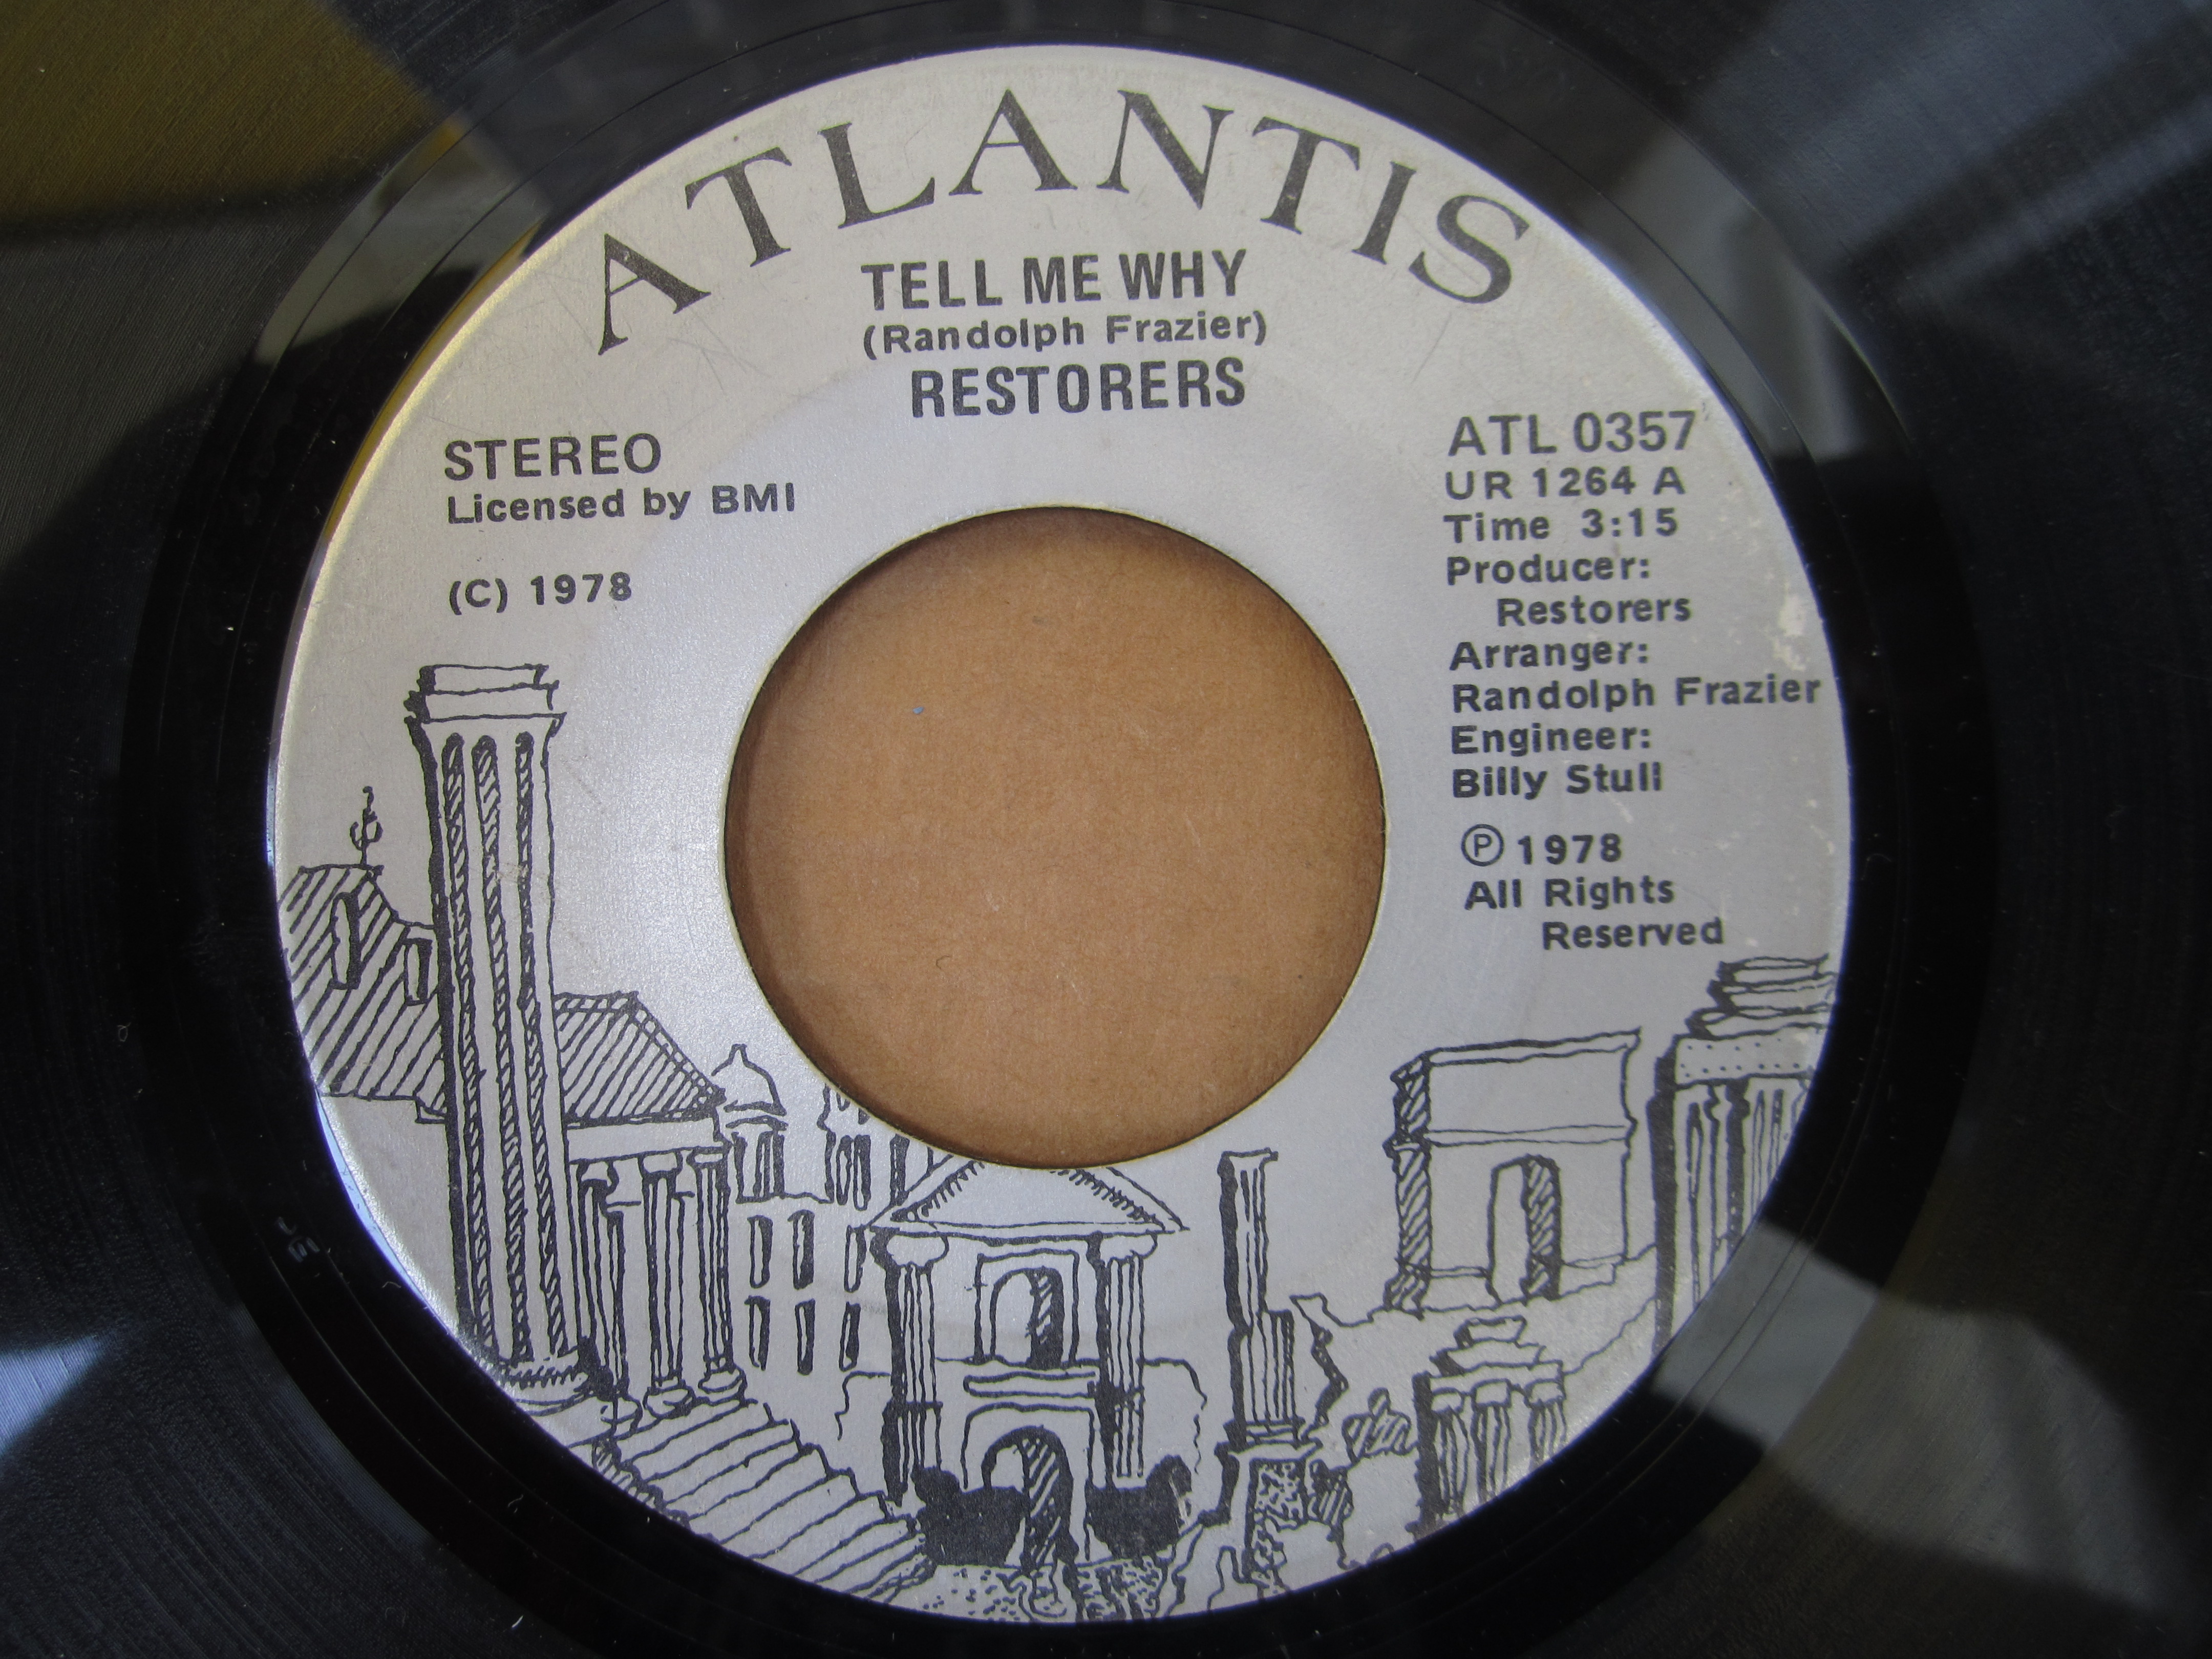 ATLANTIS
TELL ME WHY
(Randolph Frazier)
RESTORERS
STEREO
Licensed by BMI
(C) 1978
ATL 0357
UR 1264 A
Time 3:15
Producer:
Restorers
Arranger:
Randolph Frazier
Engineer:
Billy Stull
Ⓟ 1978
All Rights
Reserved